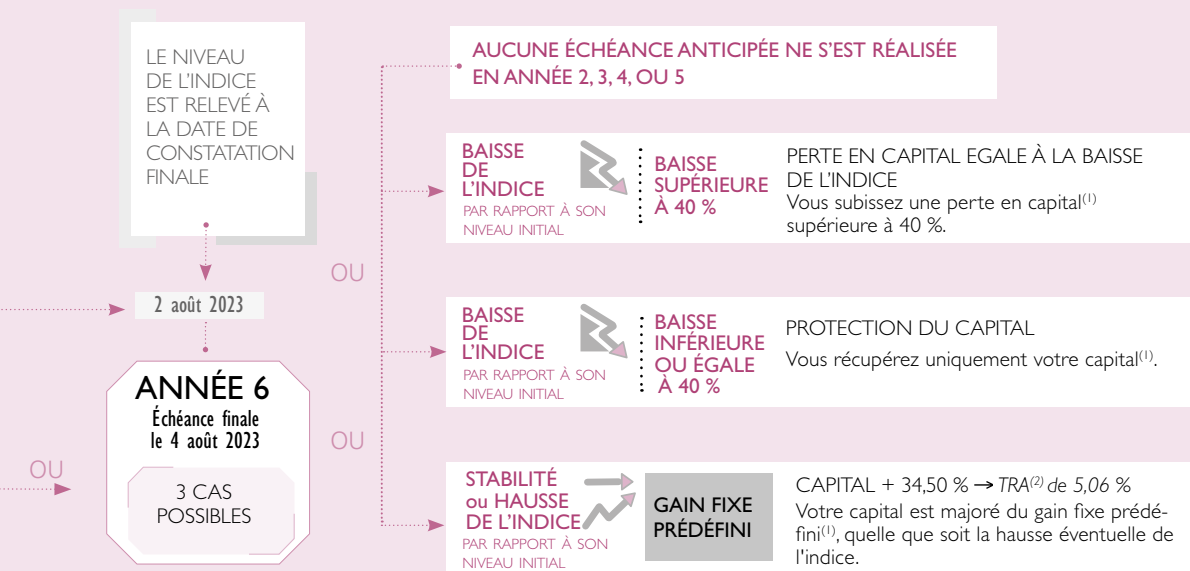 LE NIVEAU
DE L'INDICE
EST RELEVÉ À
LA DATE DE
CONSTATATION
FINALE
2 août 2023
ANNÉE 6
Échéance finale
le 4 août 2023
3 CAS
POSSIBLES
OU
OU
OU
AUCUNE ÉCHÉANCE ANTICIPÉE NE S'EST RÉALISÉE
EN ANNÉE 2, 3, 4, OU 5
BAISSE
DE
L'INDICE
PAR RAPPORT À SON
NIVEAU INITIAL
BAISSE
SUPÉRIEURE
À 40 %
PERTE EN CAPITAL EGALE À LA BAISSE
DE L'INDICE
Vous subissez une perte en capital(1)
supérieure à 40 %.
BAISSE
DE
L'INDICE
PAR RAPPORT À SON
NIVEAU INITIAL
BAISSE
INFÉRIEURE
OU ÉGALE
À 40 %
PROTECTION DU CAPITAL
Vous récupérez uniquement votre capital(1).
STABILITÉ
ou HAUSSE
DE L'INDICE
PAR RAPPORT À SON
NIVEAU INITIAL
GAIN FIXE
PRÉDÉFINI
CAPITAL + 34,50 % → TRA(2) de 5,06 %
Votre capital est majoré du gain fixe prédé-
fini(1), quelle que soit la hausse éventuelle de
l'indice.